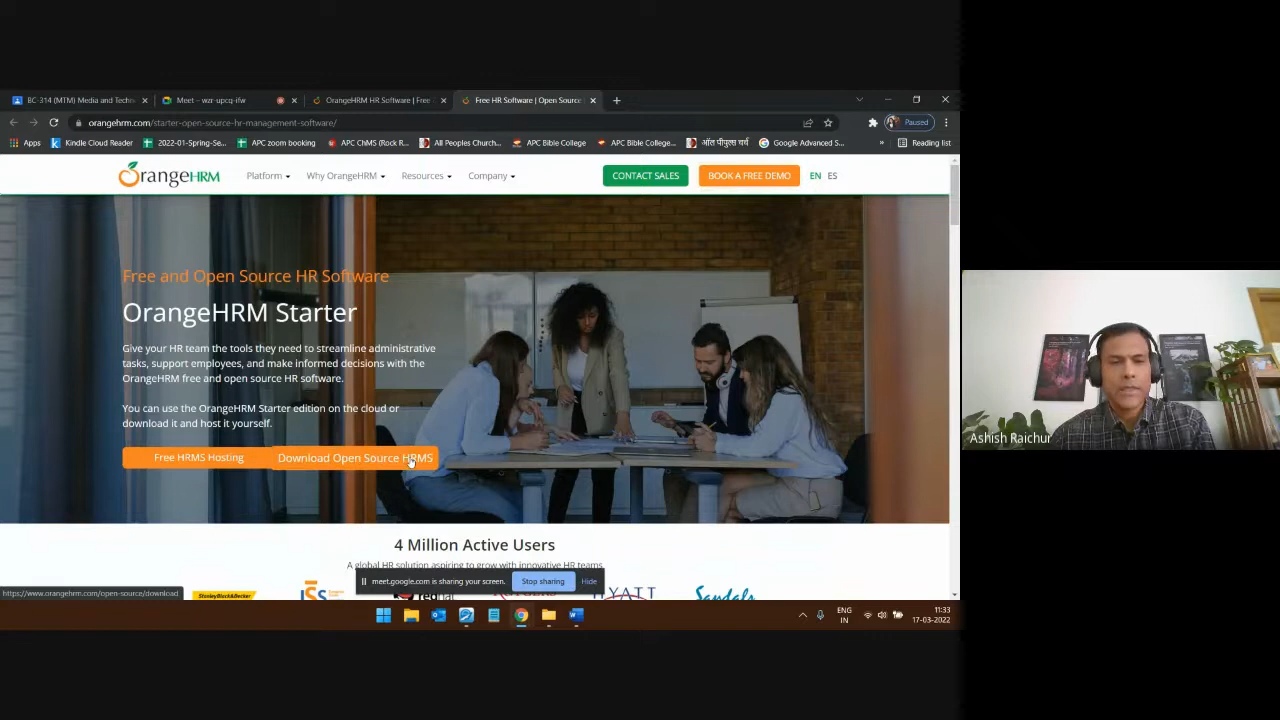 BC-314 (MTM) Media and Techn
Meet – wzr-upcq-ifw
OrangeHRM HR Software | Free
Free HR Software | Open Source
orangehrm.com/starter-open-source-hr-management-software/
Paused
Apps
Kindle Cloud Reader
2022-01-Spring-Se...
APC zoom booking
APC ChMS (Rock R...
All Peoples Church...
APC Bible College
APC Bible College...
ऑल पीपुल्स चर्च
Google Advanced S...
»
Reading list
OrangeHRM
Platform
Why OrangeHRM
Resources
Company
CONTACT SALES
BOOK A FREE DEMO
EN ES
Free and Open Source HR Software
OrangeHRM Starter
Give your HR team the tools they need to streamline administrative
tasks, support employees, and make informed decisions with the
OrangeHRM free and open source HR software.
You can use the OrangeHRM Starter edition on the cloud or
download it and host it yourself.
Free HRMS Hosting
Download Open Source HRMS
Ashish Raichur
4 Million Active Users
A global HR solution aspiring to grow with innovative HR teams
meet.google.com is sharing your screen.
Stop sharing
Hide
https://www.orangehrm.com/open-source/download
StanleyBlack&Decker
ISS
HYATT
Sandals
ENG
IN
11:33
17-03-2022